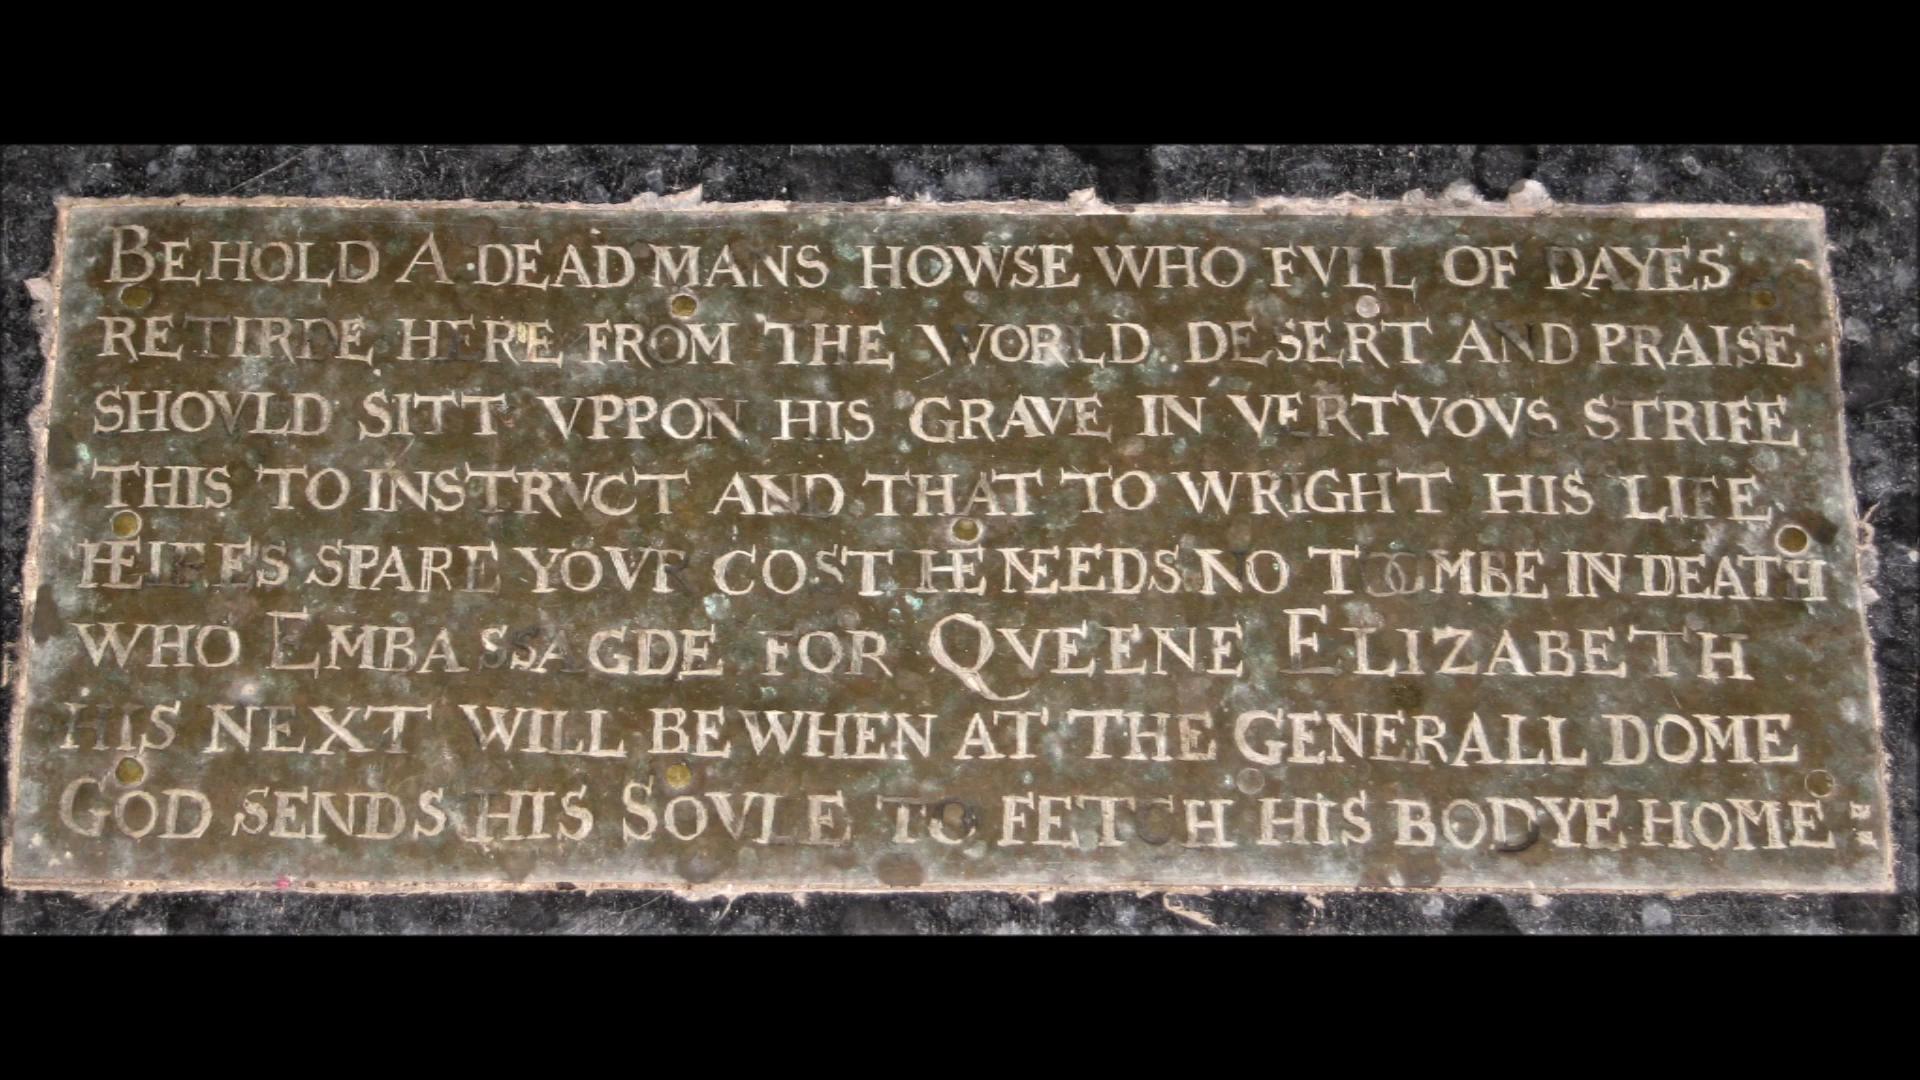 BEHOLD A DEAD MANS HOWSE WHO FVLL OF DAYES
RETIRDE HERE FROM THE WORLD DESERT AND PRAISE
SHOVLD SITT VPPON HIS GRAVE IN VERTVOVS STRIFE
THIS TO INSTRVCT AND THAT TO WRIGHT HIS LIFE
HEIRES SPARE YOVR COST HE NEEDS NO TOOMBE IN DEATH
WHO EMBASSAGDE FOR QVEENE ELIZABETH
HIS NEXT WILL BE WHEN AT THE GENERALL DOME
GOD SENDS HIS SOVLE TO FETCH HIS BODYE HOME